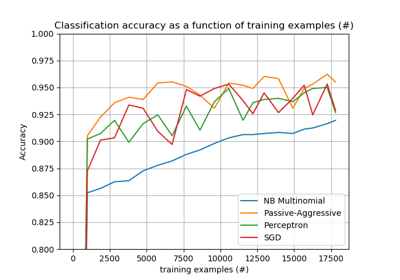 Classification accuracy as a function of training examples (#)
1.000
0.975
0.950
0.925
0.900
0.875
0.850
0.825
0.800
Accuracy
NB Multinomial
Passive-Aggressive
Perceptron
SGD
0 2500 5000 7500 10000 12500 15000 17500
training examples (#)